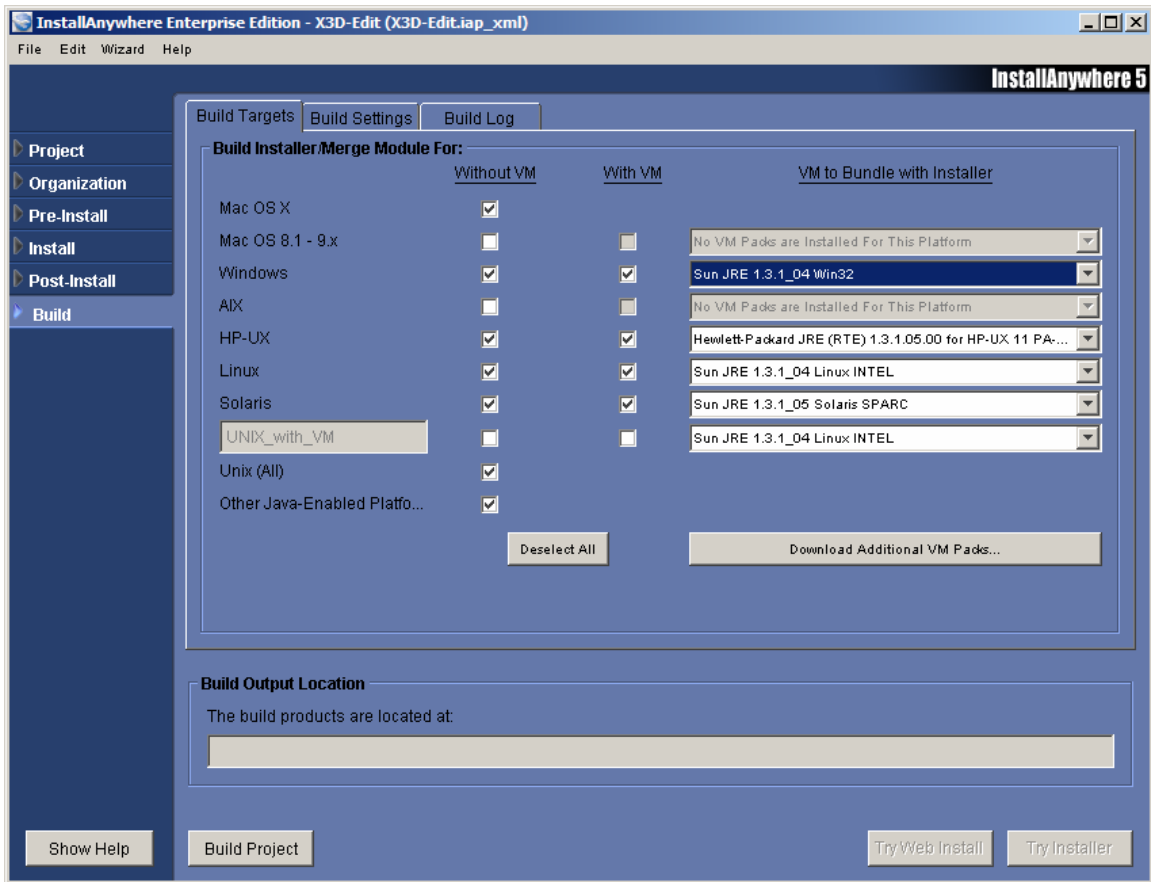 InstallAnywhere Enterprise Edition - X3D-Edit (X3D-Edit.iap_xml)
File Edit Wizard Help
InstallAnywhere 5
Project
Organization
Pre-Install
Install
Post-Install
Build
Build Targets Build Settings Build Log
Build Installer/Merge Module For:
Without VM With VM VM to Bundle with Installer
Mac OS X
Mac OS 8.1 - 9.x No VM Packs are Installed For This Platform
Windows Sun JRE 1.3.1_04 Win32
AIX No VM Packs are Installed For This Platform
HP-UX Hewlett-Packard JRE (RTE) 1.3.1.05.00 for HP-UX 11 PA-...
Linux Sun JRE 1.3.1_04 Linux INTEL
Solaris Sun JRE 1.3.1_05 Solaris SPARC
UNIX_with_VM Sun JRE 1.3.1_04 Linux INTEL
Unix (All)
Other Java-Enabled Platfo...
Deselect All Download Additional VM Packs...
Build Output Location
The build products are located at:
Show Help Build Project Try Web Install Try Installer